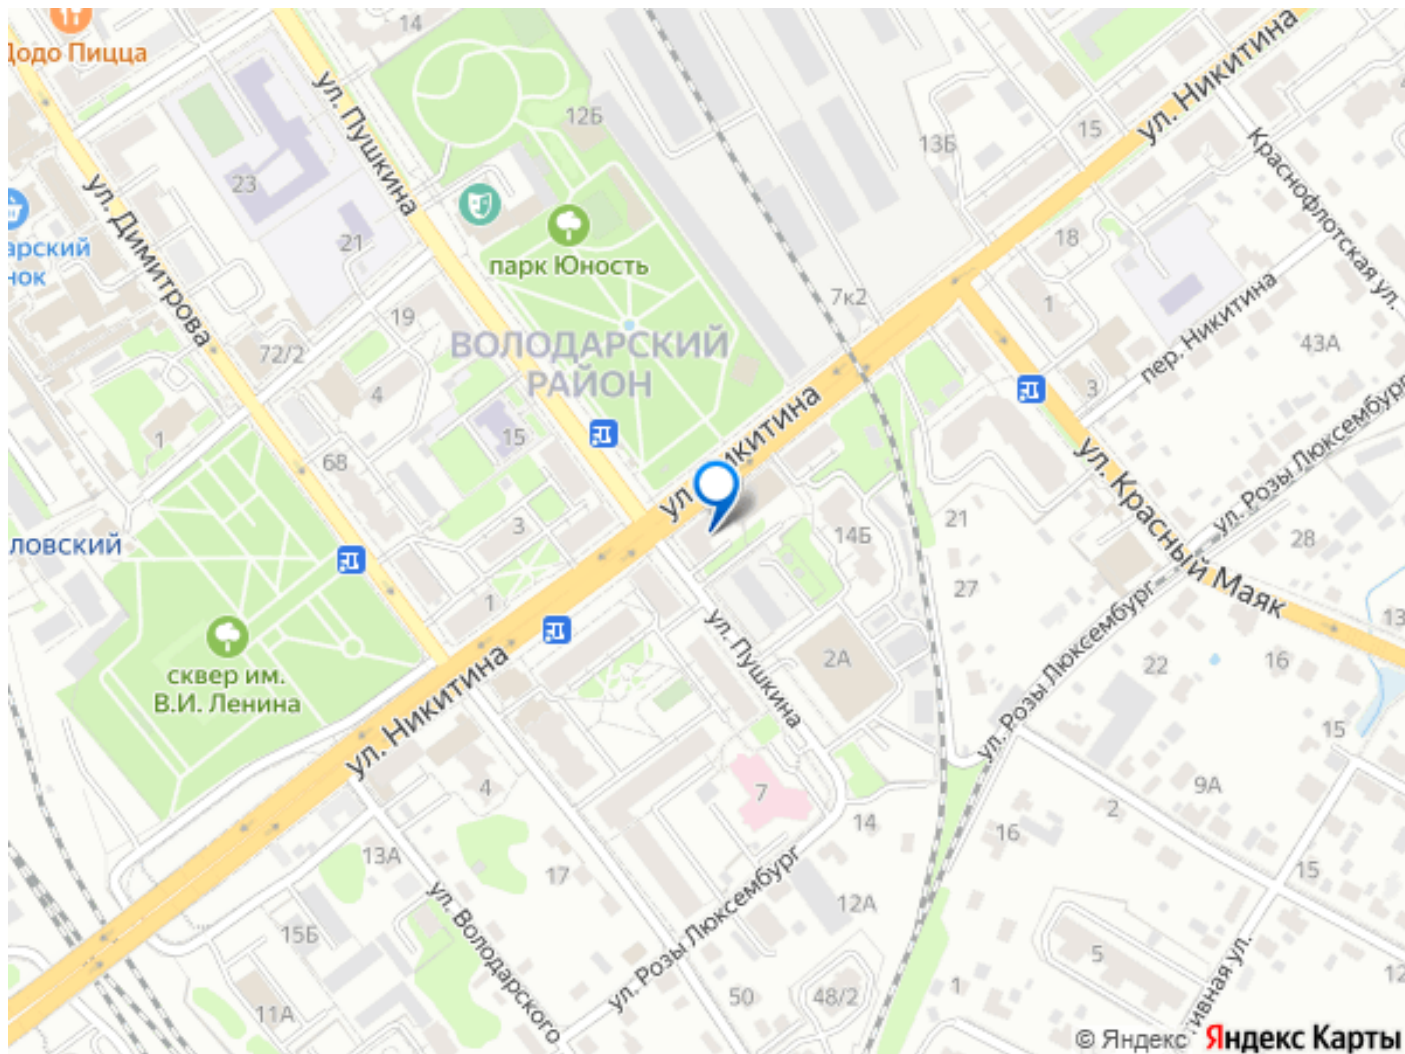 14
Додо Пицца
ул. Пушкина
12Б
13Б
15
ул. Никитина
Краснофлотская ул.
23
ул. Димитрова
21
парк Юность
18
7к2
1
пер. Никитина
43А
19
72/2
ВОЛОДАРСКИЙ
РАЙОН
4
3
15
1
68
ул. Красный Маяк
ул. Розы Люксембург
21
3
14Б
28
27
1
ул. Пушкина
2А
22
16
13
сквер им.
В.И. Ленина
ул. Никитина
ул. Розы Люксембург
15
4
7
9А
2
14
16
13А
17
15
ул. Володарского
ул. Розы Люксембург
12А
15Б
5
50
48/2
1
12
11А
© Яндекс Яндекс Карты